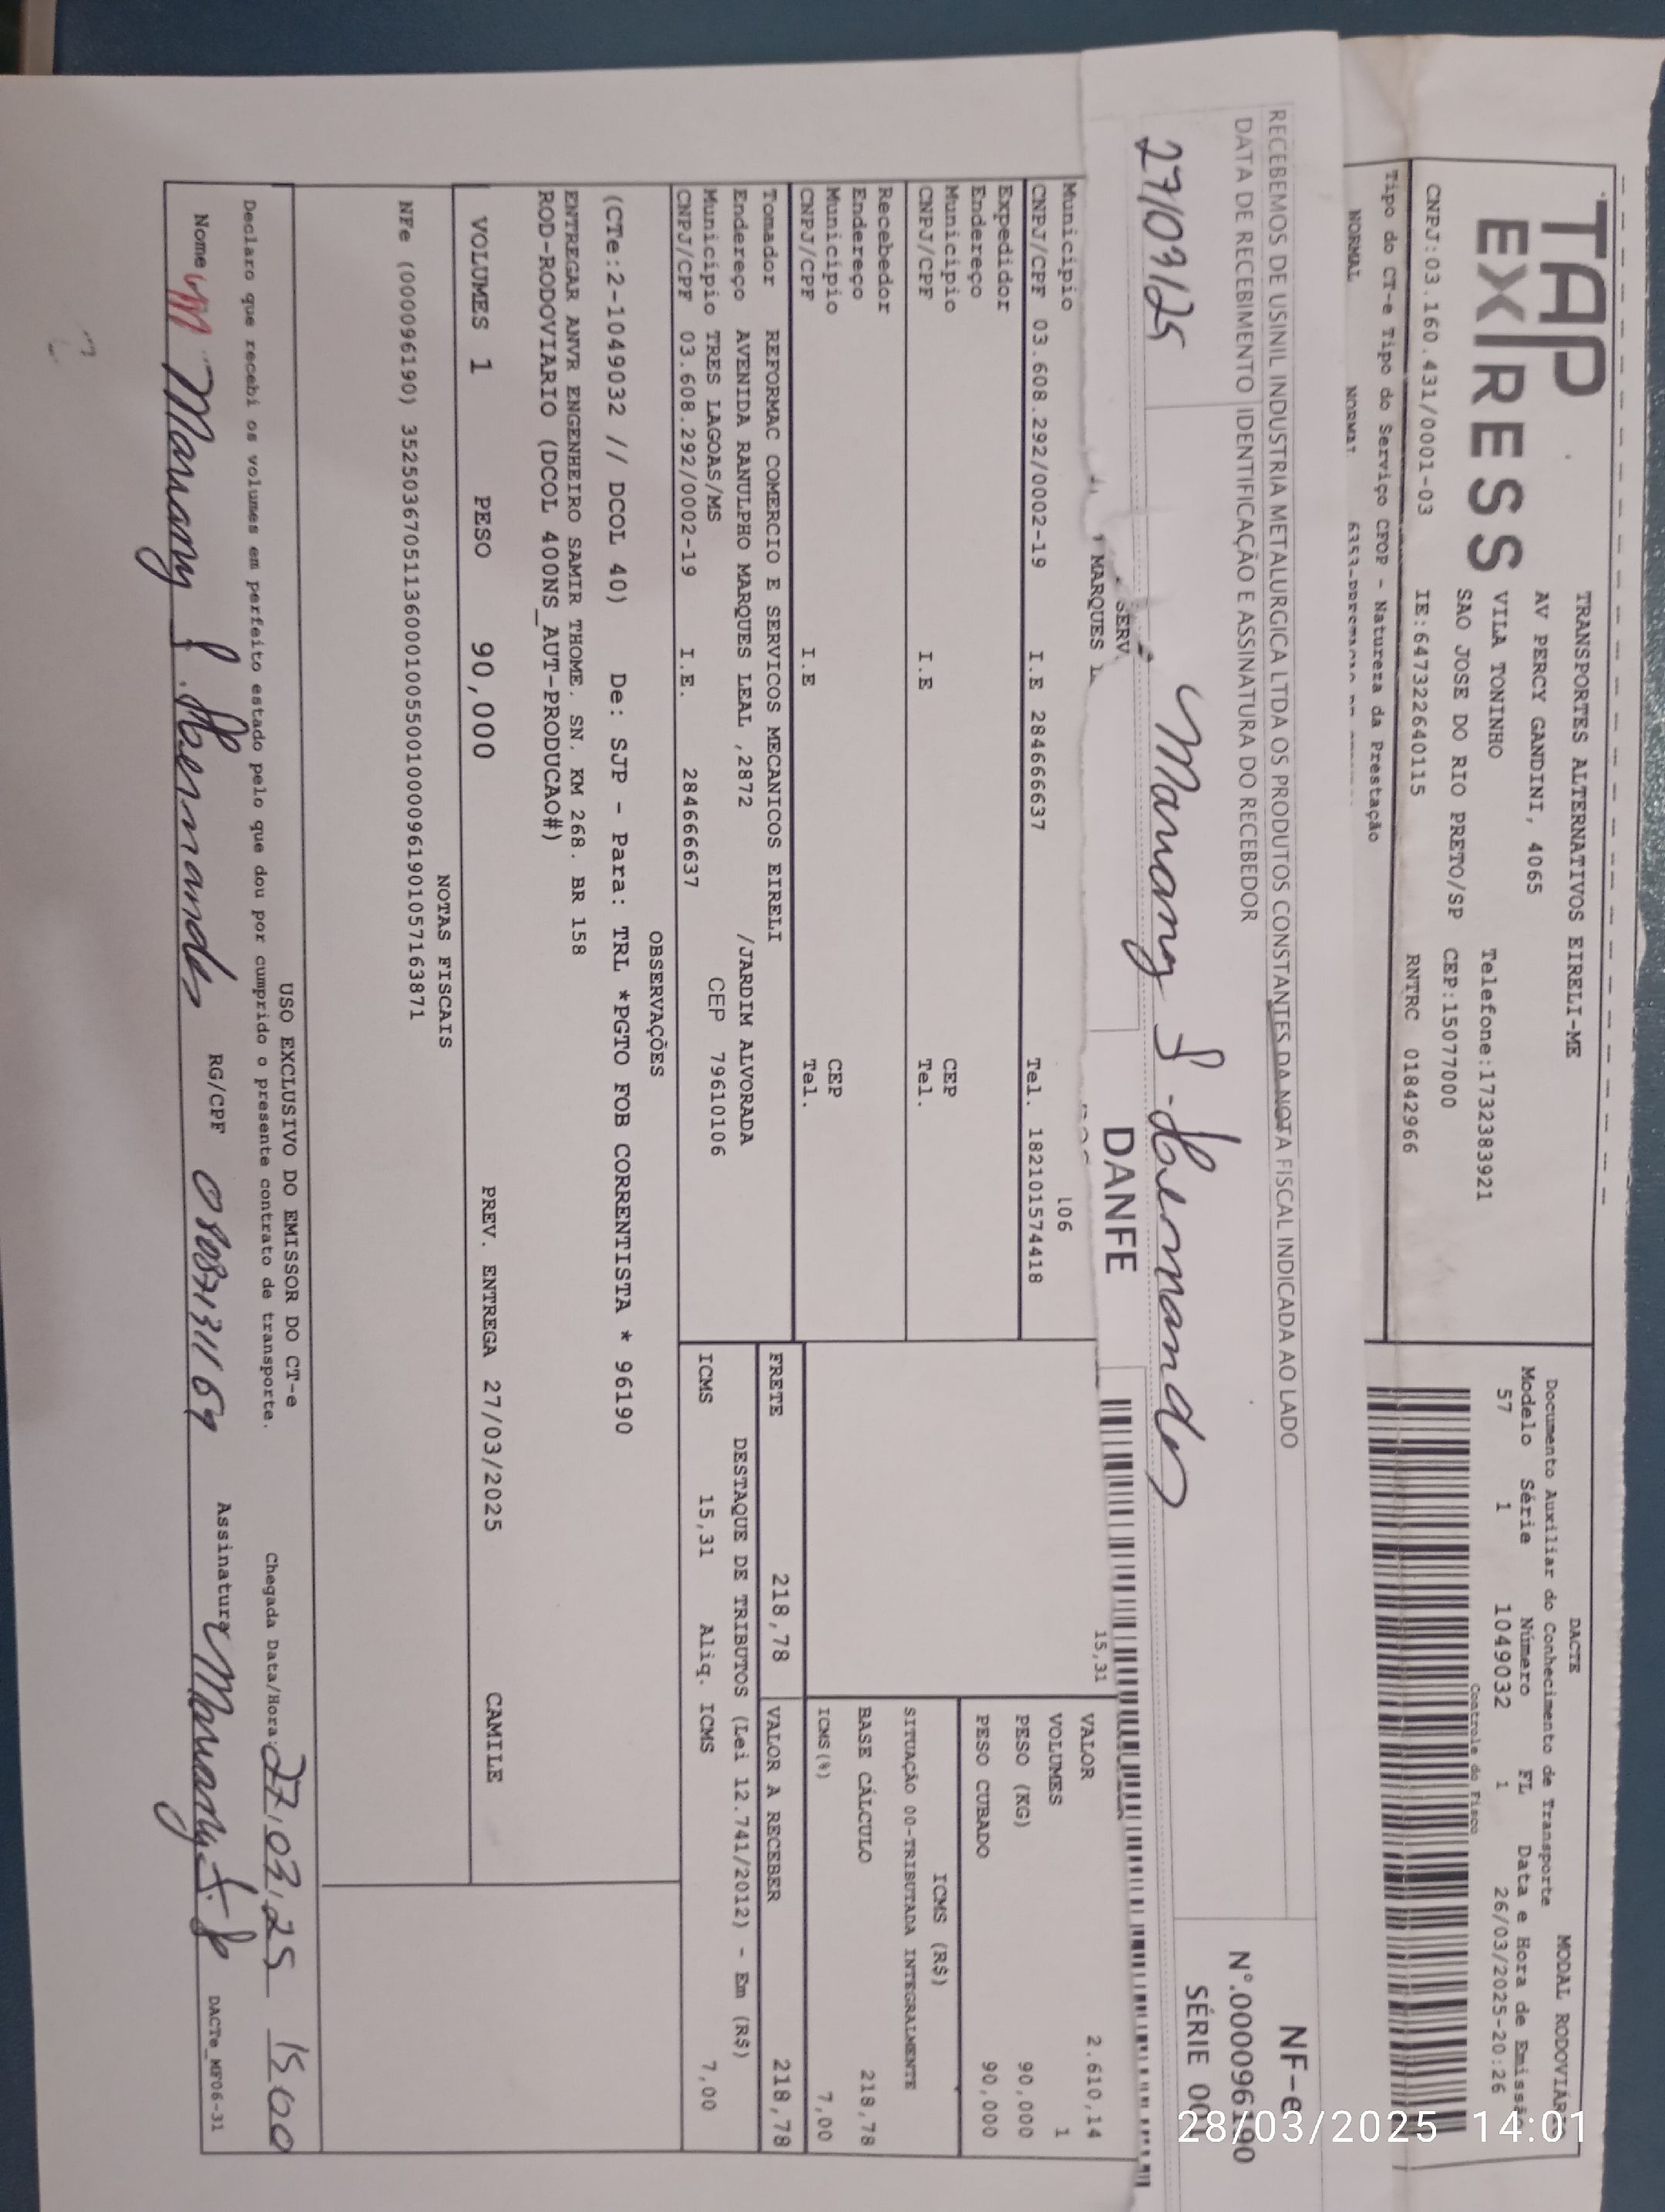 TAP
EXPRESS
TRANSPORTES ALTERNATIVOS EIRELI-ME
AV PERCY GANDINI, 4065
VILA TONINHO Telefone:1732383921
SAO JOSE DO RIO PRETO/SP CEP:15077000
CNPJ:03.160.431/0001-03 IE:647322640115 RNTRC 01842966
DACTE MODAL RODOVIÁR
Documento Auxiliar do Conhecimento de Transporte
Modelo Série Número FL Data e Hora de Emissã
57 1 1049032 1 26/03/2025-20:26
Controle do Fisco
Tipo do CT-e Tipo do Serviço CFOP - Natureza da Prestação
NORMAL NORMAL
RECEBEMOS DE USINIL INDUSTRIA METALURGICA LTDA OS PRODUTOS CONSTANTES DA NOTA FISCAL INDICADA AO LADO
DATA DE RECEBIMENTO IDENTIFICAÇÃO E ASSINATURA DO RECEBEDOR
27/03/25
NF-e
N°.000096190
SÉRIE 001
DANFE
SERV.
MARQUES L
Município 106
CNPJ/CPF 03.608.292/0002-19 I.E 284666637 Tel. 182101574418
Expedidor
Endereço
Município CEP
CNPJ/CPF I.E Tel.
Recebedor
Endereço
Município CEP
CNPJ/CPF I.E Tel.
15,31
VALOR 2.610,14
VOLUMES 1
PESO (KG) 90,000
PESO CUBADO 90,000
ICMS (R$)
SITUAÇÃO 00-TRIBUTADA INTEGRALMENTE
BASE CÁLCULO 218,78
ICMS(%) 7,00
Tomador REFORMAC COMERCIO E SERVICOS MECANICOS EIRELI
Endereço AVENIDA RANULPHO MARQUES LEAL ,2872 /JARDIM ALVORADA
Município TRES LAGOAS/MS CEP 79610106
CNPJ/CPF 03.608.292/0002-19 I.E. 284666637
FRETE 218,78 VALOR A RECEBER 218,78
DESTAQUE DE TRIBUTOS (Lei 12.741/2012) - Em (R$)
ICMS 15,31 Aliq. ICMS 7,00
OBSERVAÇÕES
(CTe:2-1049032 // DCOL 40) De: SJP - Para: TRL *PGTO FOB CORRENTISTA * 96190
ENTREGAR ANVR ENGENHEIRO SAMIR THOME. SN. KM 268. BR 158
ROD-RODOVIARIO (DCOL 400NS_AUT-PRODUCAO#)
VOLUMES 1 PESO 90,000 PREV. ENTREGA 27/03/2025 CAMILE
NOTAS FISCAIS
NFe (000096190) 35250367051136000100550010000961901057163871
USO EXCLUSIVO DO EMISSOR DO CT-e
Declaro que recebi os volumes em perfeito estado pelo que dou por cumprido o presente contrato de transporte. Chegada Data/Hora: 27.03.25 15:00
Nome RG/CPF Assinatura DACTe_MF06-31
28/03/2025 14:01